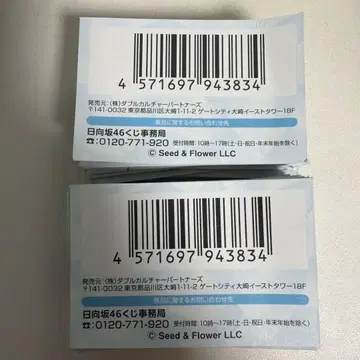 4 571697 943834
発売元:(株)ダブルカルチャーパートナーズ
〒141-0032 東京都品川区大崎1-11-2 ゲートシティ大崎イーストタワー18F
景品に関するお問い合わせ先
日向坂46くじ事務局
☎:0120-771-920 受付時間:10時～17時(土・日・祝日・年末年始を除く)
© Seed & Flower LLC
4 571697 943834
発売元:(株)ダブルカルチャーパートナーズ
〒141-0032 東京都品川区大崎1-11-2 ゲートシティ大崎イーストタワー18F
景品に関するお問い合わせ先
日向坂46くじ事務局
☎:0120-771-920 受付時間:10時～17時(土・日・祝日・年末年始を除く)
© Seed & Flower LLC